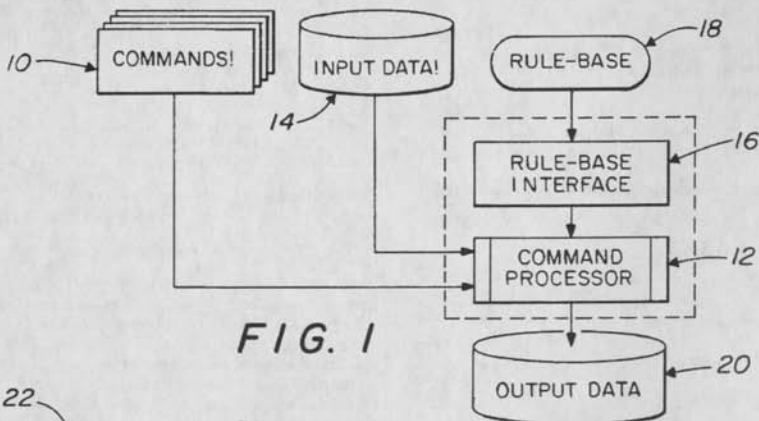 10
COMMANDS!
INPUT DATA!
14
RULE-BASE
18
RULE-BASE
INTERFACE
16
COMMAND
PROCESSOR
12
FIG. 1
OUTPUT DATA
20
22